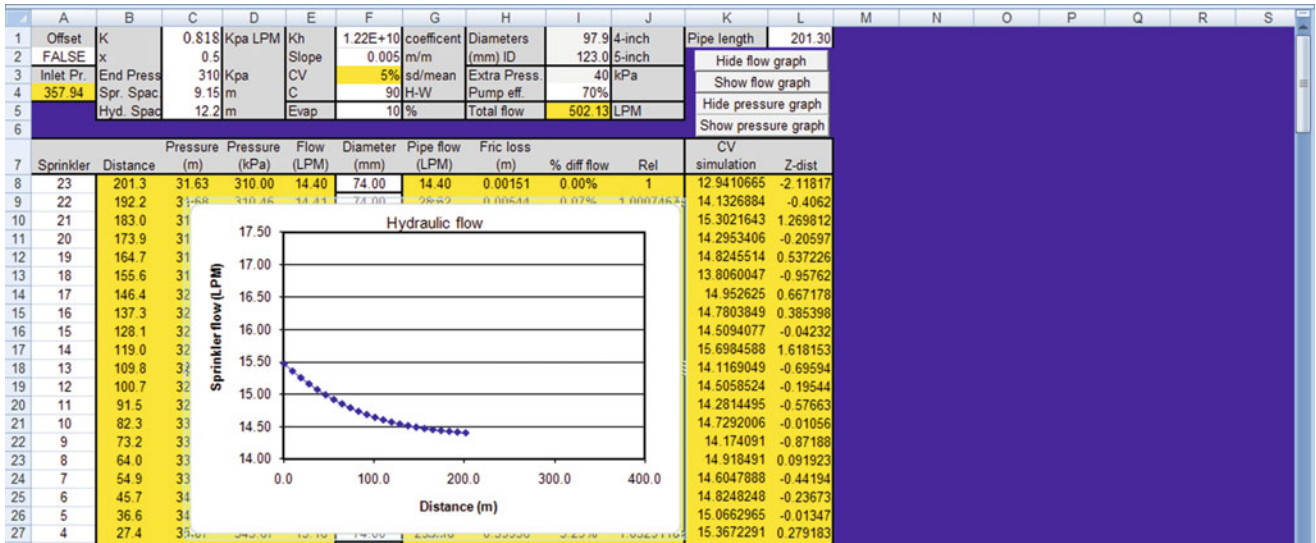 A B C D E F G H I J K L M N O P Q R S
1 Offset K 0.818 Kpa LPM Kh 1.22E+10 coefficent Diameters 97.9 4-inch Pipe length 201.30
2 FALSE x 0.5 Slope 0.005 m/m (mm) ID 123.0 5-inch Hide flow graph
3 Inlet Pr. End Press 310 Kpa CV 5% sd/mean Extra Press. 40 kPa Show flow graph
4 357.94 Spr. Spac. 9.15 m C 90 H-W Pump eff. 70% Hide pressure graph
5 Hyd. Spac 12.2 m Evap 10 % Total flow 502.13 LPM
6 Show pressure graph
Pressure Pressure Flow Diameter Pipe flow Fric loss CV
7 Sprinkler Distance (m) (kPa) (LPM) (mm) (LPM) (m) % diff flow Rel simulation Z-dist
8 23 201.3 31.63 310.00 14.40 74.00 14.40 0.00151 0.00% 1 12.9410665 -2.11817
9 22 192.2 31.68 310.46 14.41 74.00 28.82 0.00544 0.07% 14.1326884 -0.4062
10 21 183.0 31 15.3021643 1.269812
11 20 173.9 31 14.2953406 -0.20597
12 19 164.7 31 14.8245514 0.537226
13 18 155.6 31 13.8060047 -0.95762
14 17 146.4 32 14.952625 0.667178
15 16 137.3 32 14.7803849 0.385398
16 15 128.1 32 14.5094077 -0.04232
17 14 119.0 32 15.6984588 1.618153
18 13 109.8 32 14.1169049 -0.69594
19 12 100.7 32 14.5058524 -0.19544
20 11 91.5 32 14.2814495 -0.57663
21 10 82.3 33 14.7292006 -0.01056
22 9 73.2 33 14.174091 -0.87188
23 8 64.0 33 14.918491 0.091923
24 7 54.9 33 14.6047888 -0.44194
25 6 45.7 34 14.8248248 -0.23673
26 5 36.6 34 15.0662965 -0.01347
27 4 27.4 15.3672291 0.279183
Hydraulic flow
Sprinkler flow (LPM)
17.50
17.00
16.50
16.00
15.50
15.00
14.50
14.00
0.0 100.0 200.0 300.0 400.0
Distance (m)